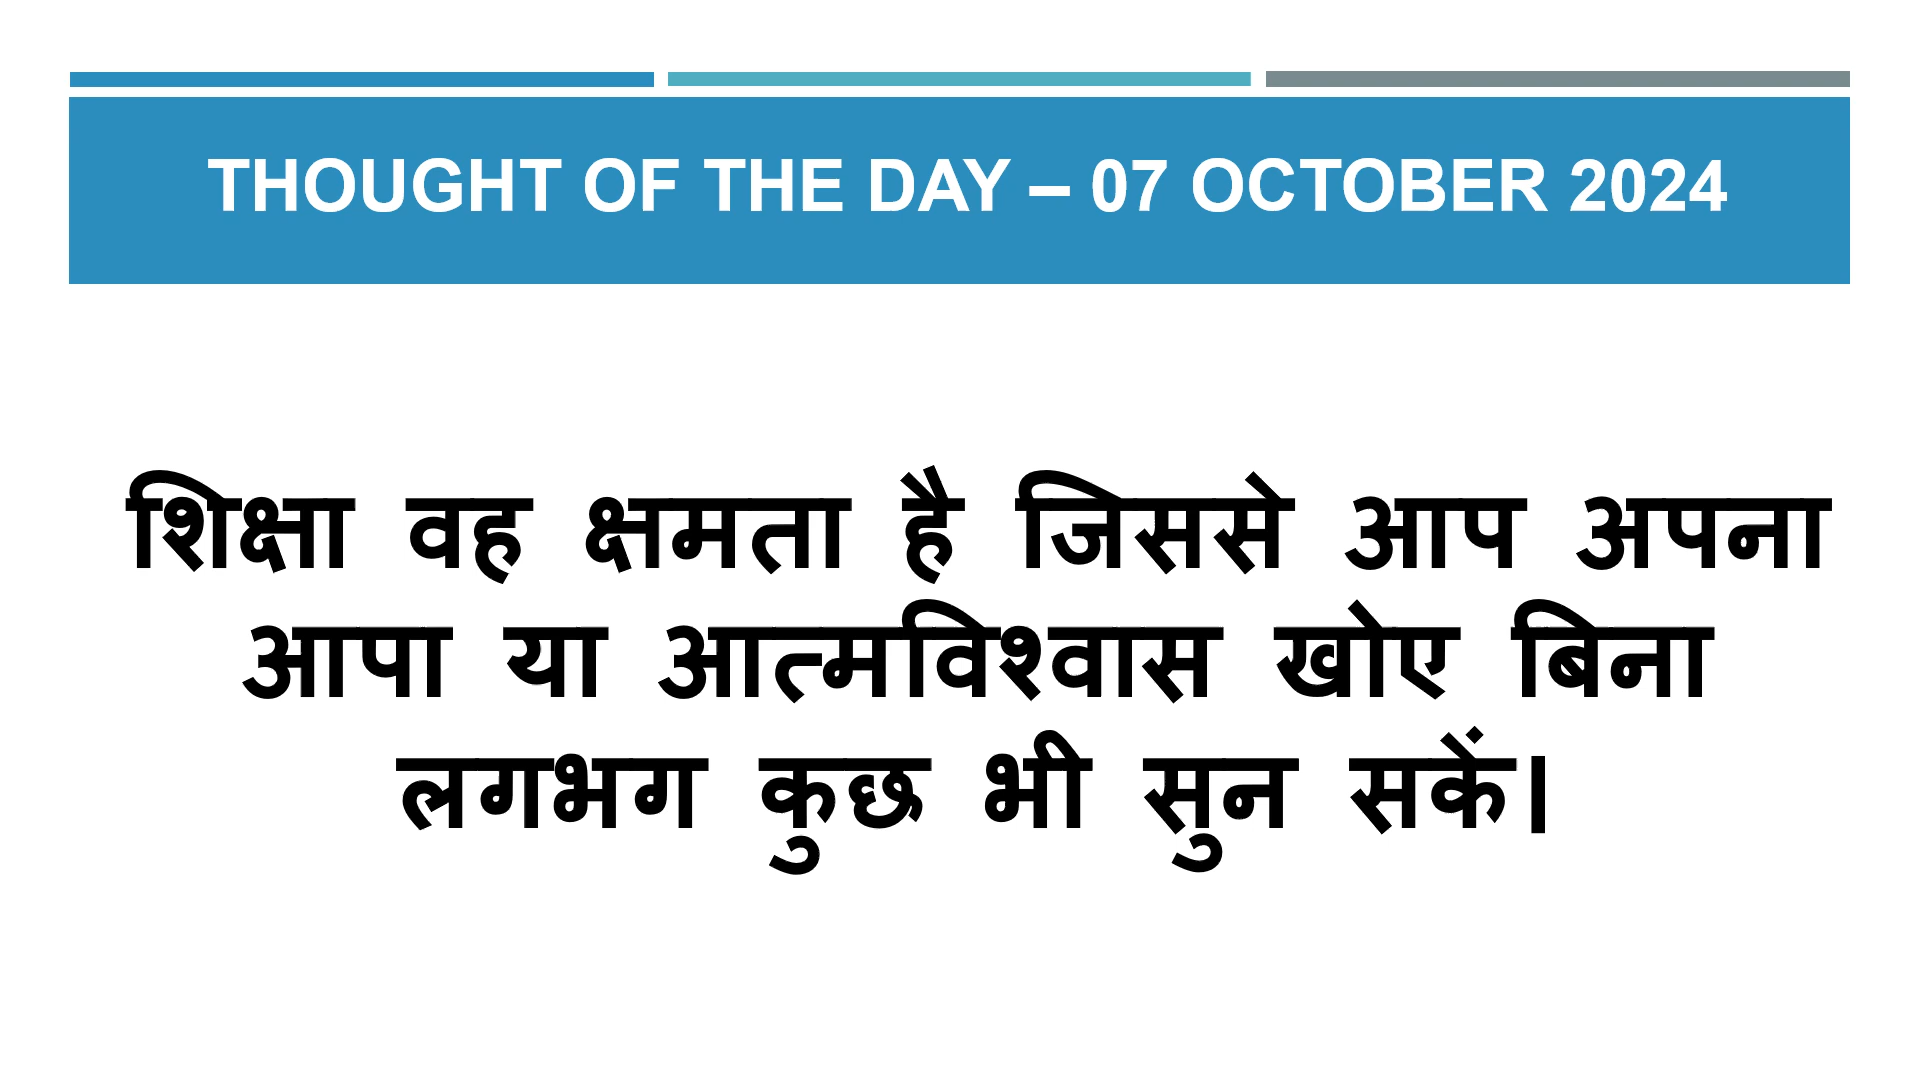 THOUGHT OF THE DAY – 07 OCTOBER 2024
शिक्षा वह क्षमता है जिससे आप अपना
आपा या आत्मविश्वास खोए बिना
लगभग कुछ भी सुन सकें।